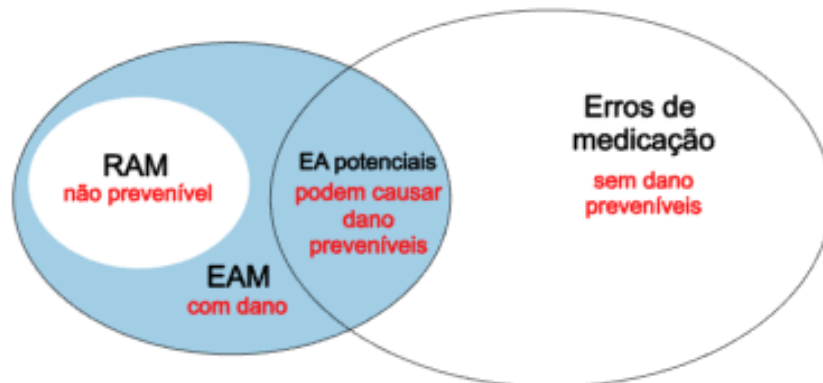 RAM
não prevenível
EAM
com dano
EA potenciais
podem causar
dano
preveníveis
Erros de
medicação
sem dano
preveníveis